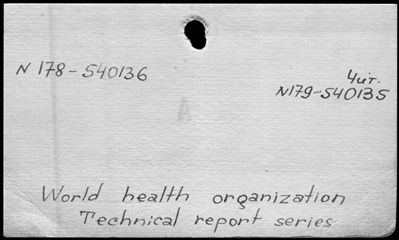 N 178-540136
Чит.
N179-540135
World health organization
Technical report series